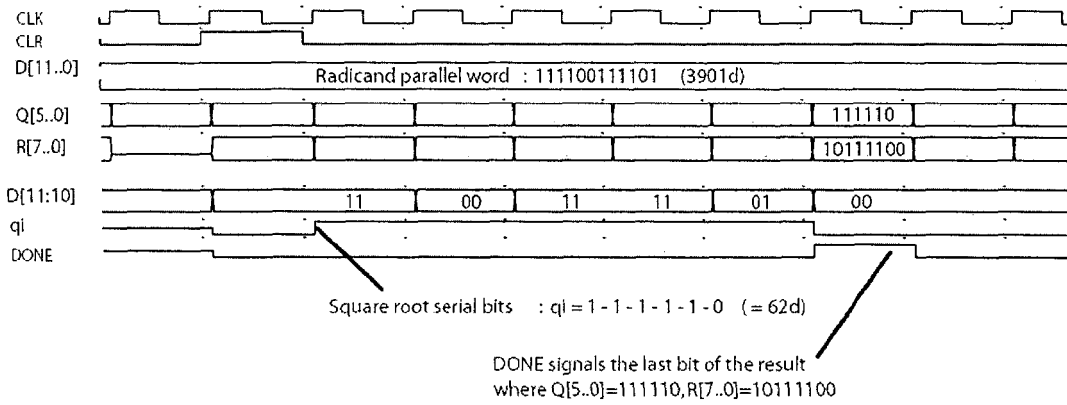 CLK
CLR
D[11..0] Radicand parallel word : 111100111101 (3901d)
Q[5..0] 111110
R[7..0] 10111100
D[11:10] 11 00 11 11 01 00
qi
DONE
Square root serial bits : qi = 1 - 1 - 1 - 1 - 1 - 0 ( = 62d)
DONE signals the last bit of the result
where Q[5..0]=111110, R[7..0]=10111100